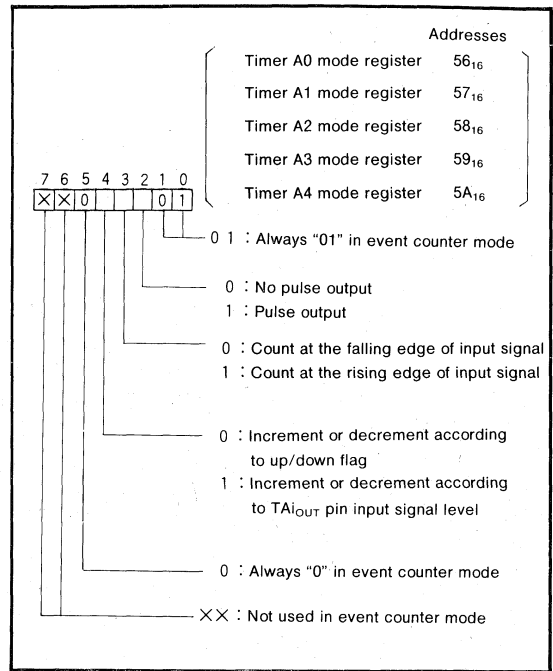 Addresses
Timer A0 mode register 56₁₆
Timer A1 mode register 57₁₆
Timer A2 mode register 58₁₆
Timer A3 mode register 59₁₆
Timer A4 mode register 5A₁₆
7 6 5 4 3 2 1 0
× × 0 0 1
0 1 : Always “01” in event counter mode
0 : No pulse output
1 : Pulse output
0 : Count at the falling edge of input signal
1 : Count at the rising edge of input signal
0 : Increment or decrement according
to up/down flag
1 : Increment or decrement according
to TAiOUT pin input signal level
0 : Always “0” in event counter mode
×× : Not used in event counter mode